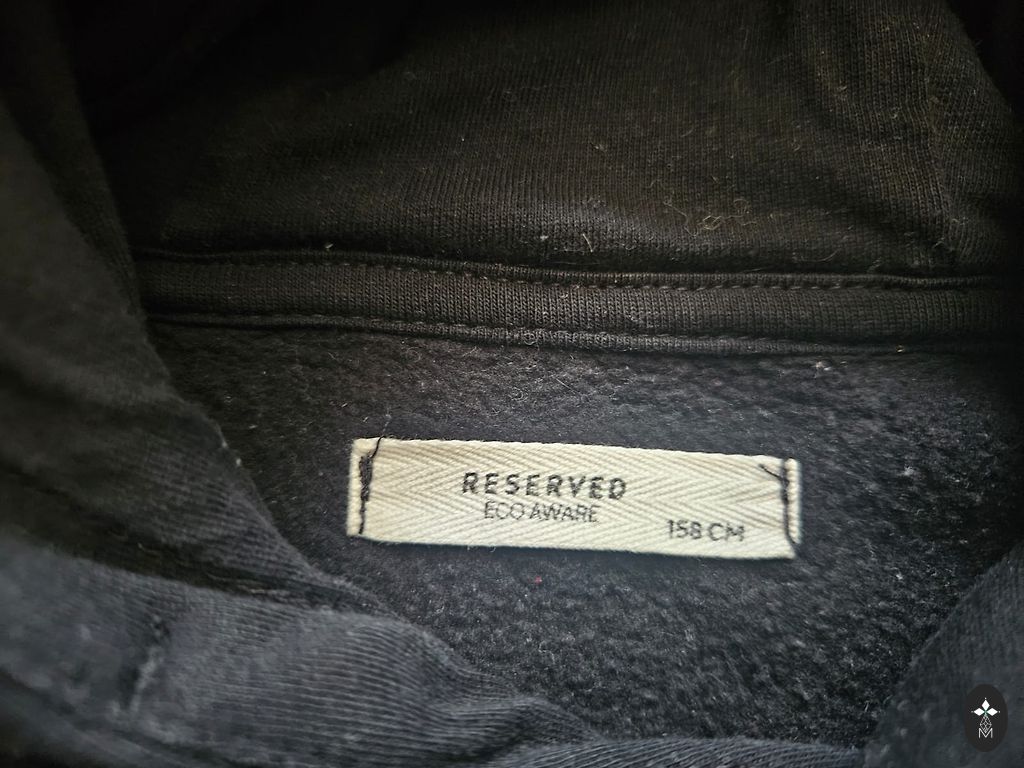 RESERVED
ECO AWARE
158 CM
M